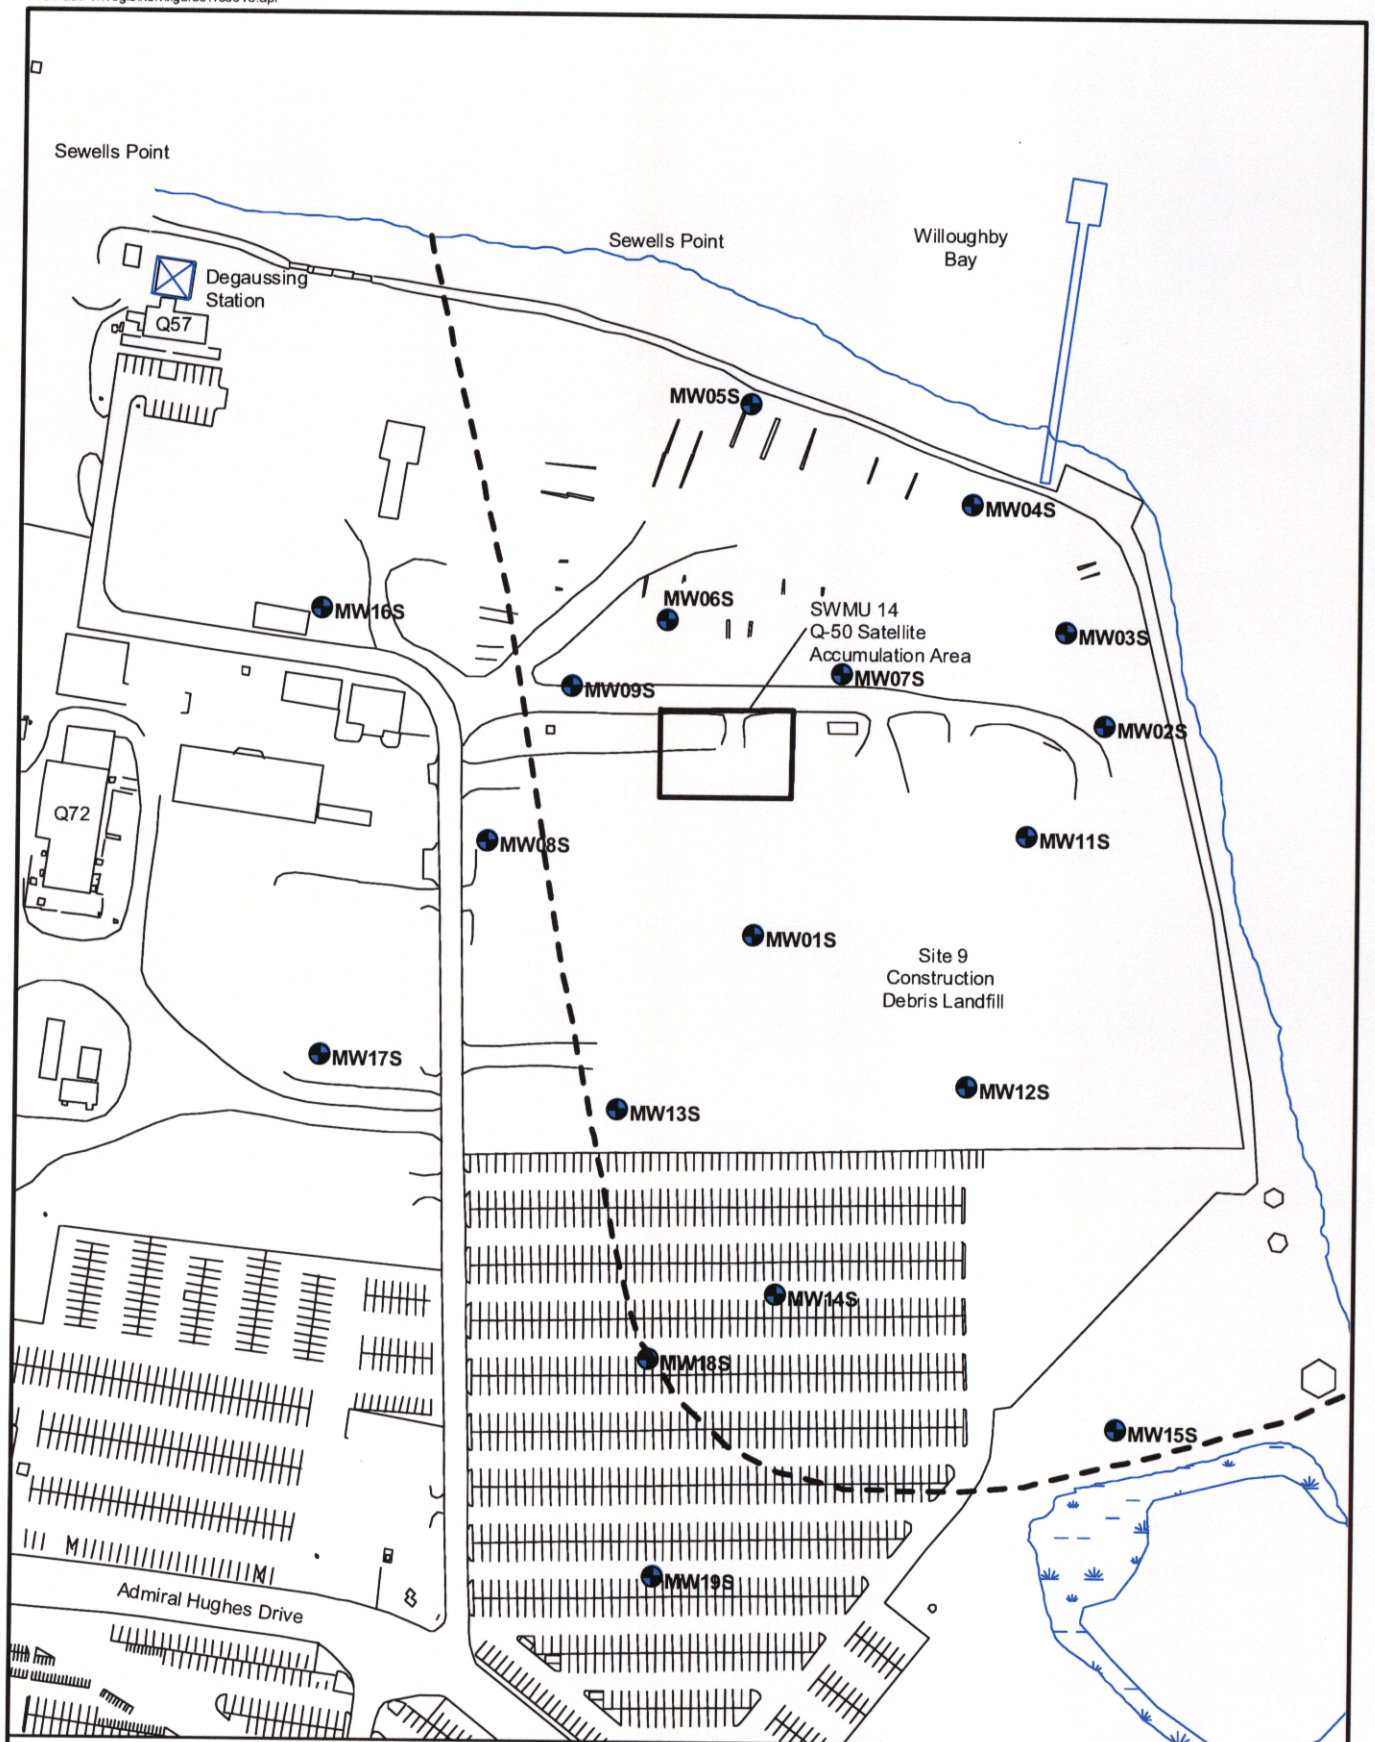 Sewells Point
Sewells Point
Willoughby
Bay
Degaussing
Station
Q57
MW05S
MW04S
MW16S
MW06S
SWMU 14
Q-50 Satellite
Accumulation Area
MW03S
MW07S
MW09S
MW02S
Q72
MW08S
MW11S
MW01S
Site 9
Construction
Debris Landfill
MW17S
MW12S
MW13S
MW14S
MW18S
MW15S
MW19S
Admiral Hughes Drive